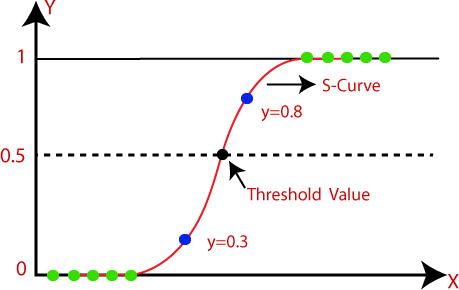 Y
1
S-Curve
y=0.8
0.5
Threshold Value
y=0.3
0
X